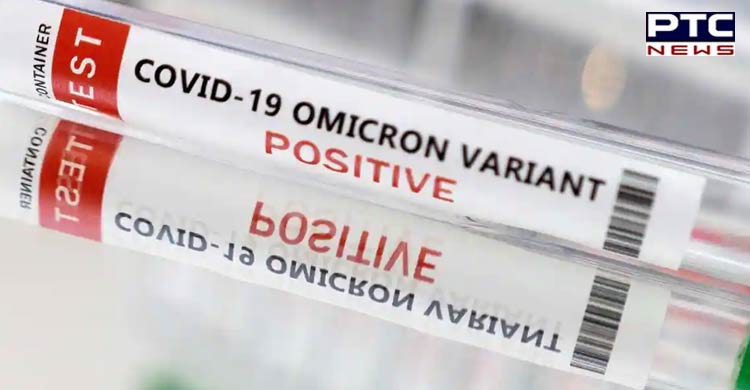 PTC
NEWS
CONTAINER
TEST
COVID-19 OMICRON VARIANT
POSITIVE
CONTAINER
TEST
POSITIVE
COVID-19 OMICRON VARIANT